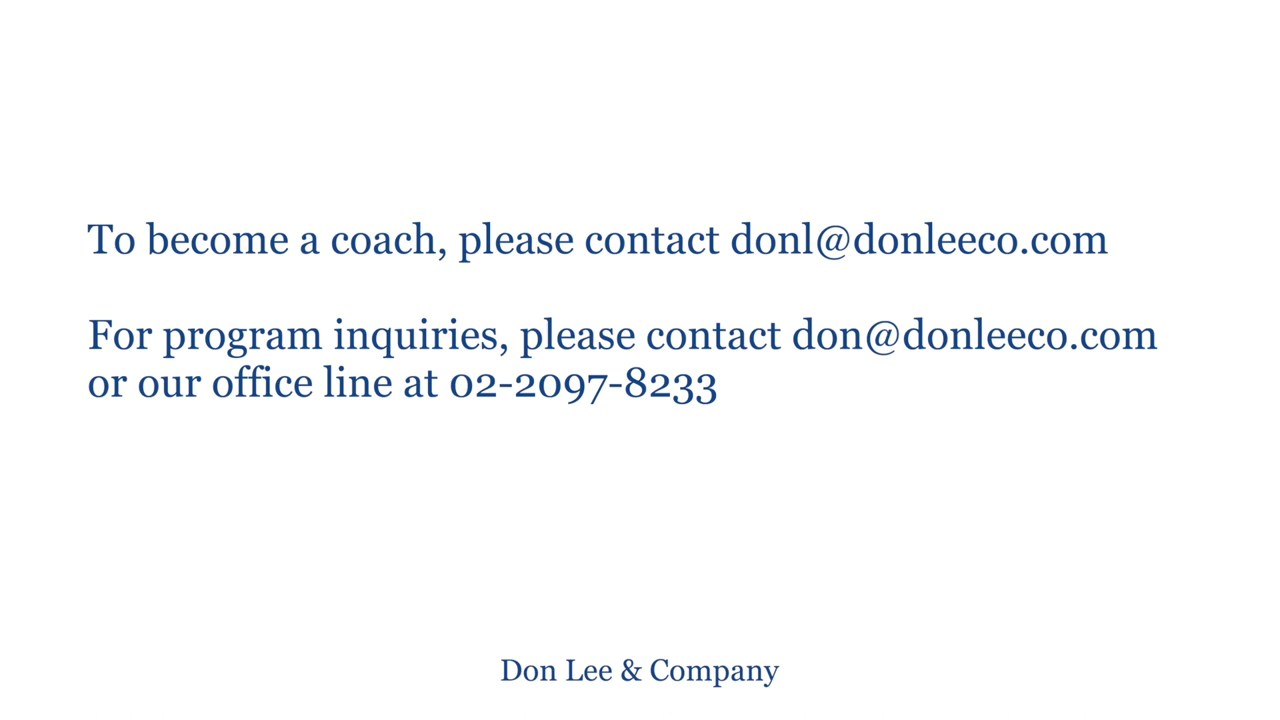 To become a coach, please contact donl@donleeco.com
For program inquiries, please contact don@donleeco.com
or our office line at 02-2097-8233
Don Lee & Company